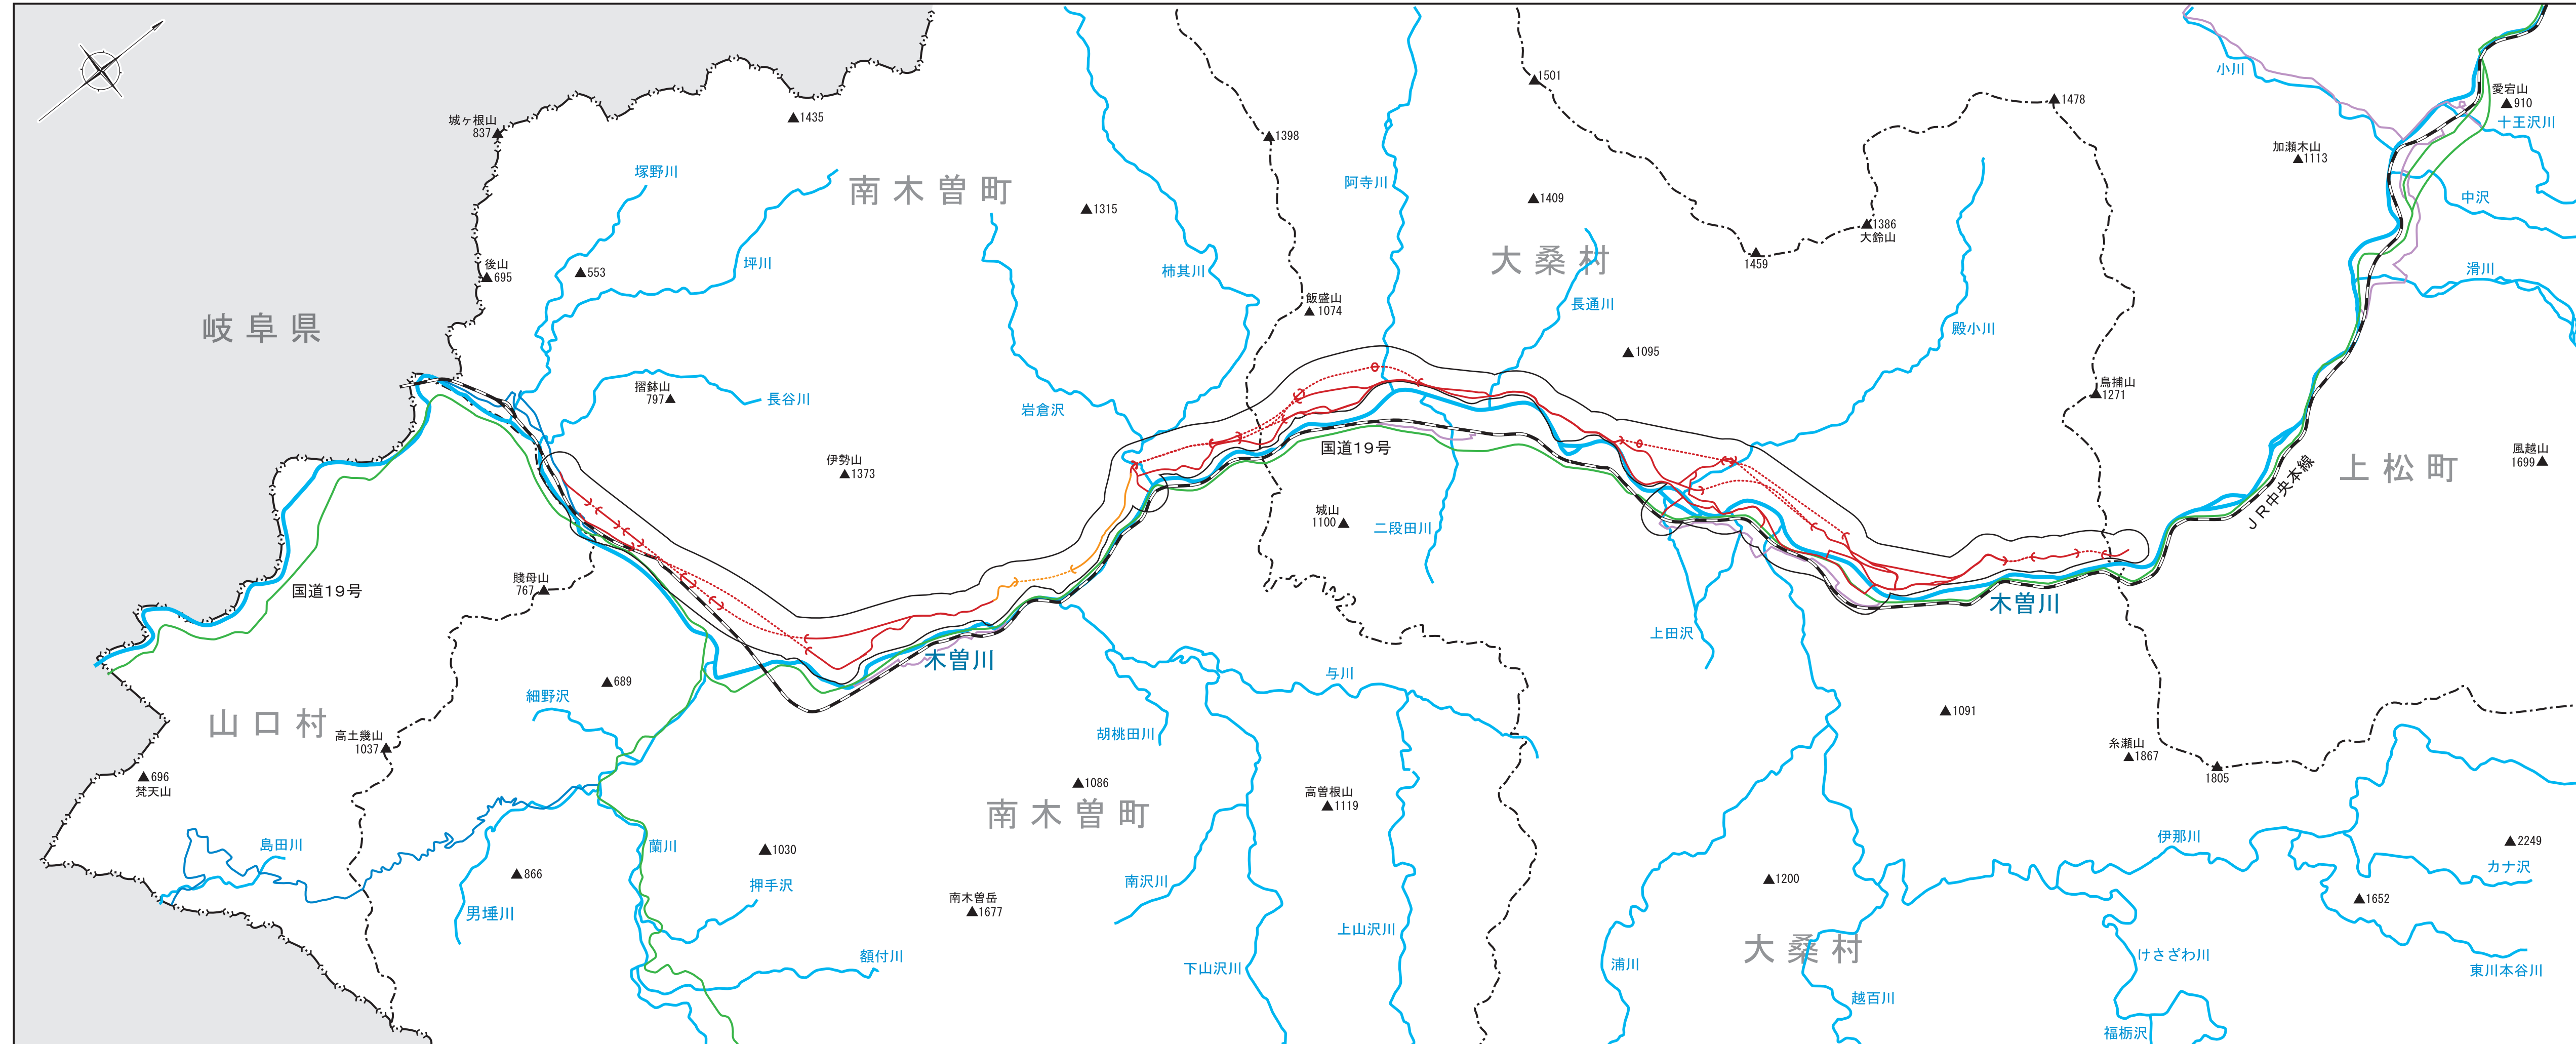 小川
愛宕山
910
十王沢川
加瀬木山
1113
1501
1478
1435
城ヶ根山
837
1398
塚野川
南木曽町
1315
阿寺川
1409
中沢
1386
大鈴山
後山
695
553
坪川
柿其川
大桑村
1459
滑川
飯盛山
1074
長通川
殿小川
岐阜県
1095
摺鉢山
797
長谷川
岩倉沢
鳥捕山
1271
国道19号
伊勢山
1373
上松町
風越山
1699
JR中央本線
城山
1100
二段田川
国道19号
賤母山
767
木曽川
上田沢
木曽川
与川
細野沢
689
山口村
高土幾山
1037
胡桃田川
1091
糸瀬山
1867
1805
696
梵天山
1086
南木曽町
高曽根山
1119
島田川
蘭川
1030
伊那川
2249
カナ沢
866
押手沢
南沢川
1200
1652
南木曽岳
1677
男埵川
上山沢川
大桑村
額付川
下山沢川
浦川
けさざわ川
東川本谷川
越百川
福栃沢